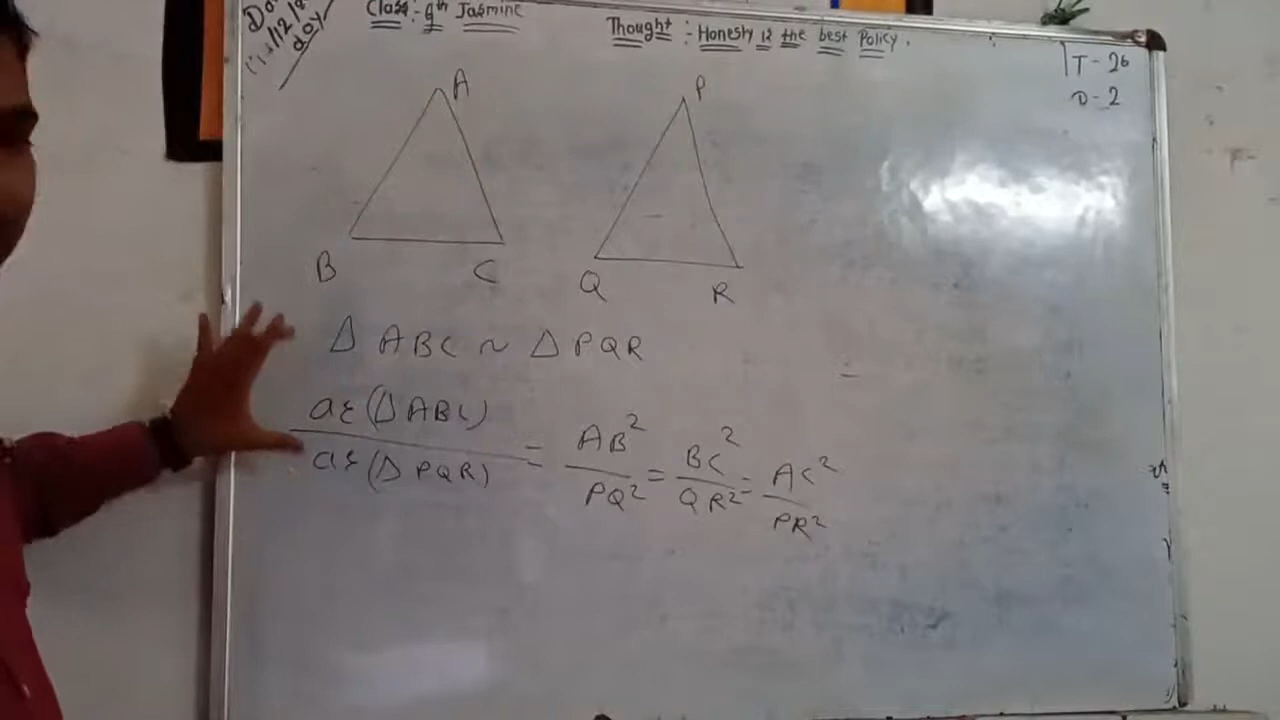 Class:- 9th Jasmine
Thought :- Honesty is the best Policy.
T - 26
D - 2
A
P
B
C
Q
R
Δ ABC ~ Δ PQR
ar(Δ ABC) / ar(Δ PQR) = AB² / PQ² = BC² / QR² = AC² / PR²